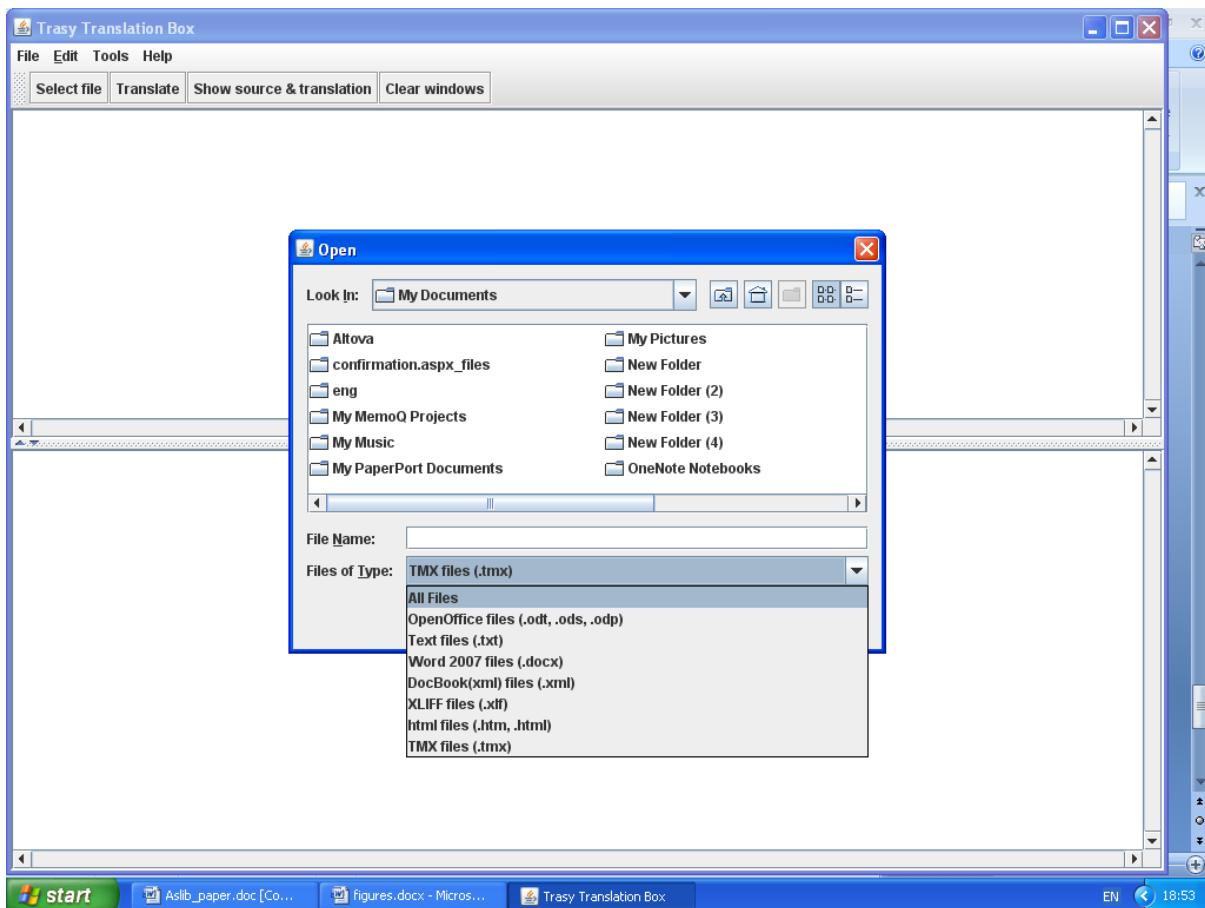 Trasy Translation Box
File Edit Tools Help
Select file Translate Show source & translation Clear windows
Open
Look In: My Documents
Altova
confirmation.aspx_files
eng
My MemoQ Projects
My Music
My PaperPort Documents
My Pictures
New Folder
New Folder (2)
New Folder (3)
New Folder (4)
OneNote Notebooks
File Name:
Files of Type: TMX files (.tmx)
All Files
OpenOffice files (.odt, .ods, .odp)
Text files (.txt)
Word 2007 files (.docx)
DocBook(xml) files (.xml)
XLIFF files (.xlf)
html files (.htm, .html)
TMX files (.tmx)
start Aslib_paper.doc [Co... figures.docx - Micros... Trasy Translation Box EN 18:53